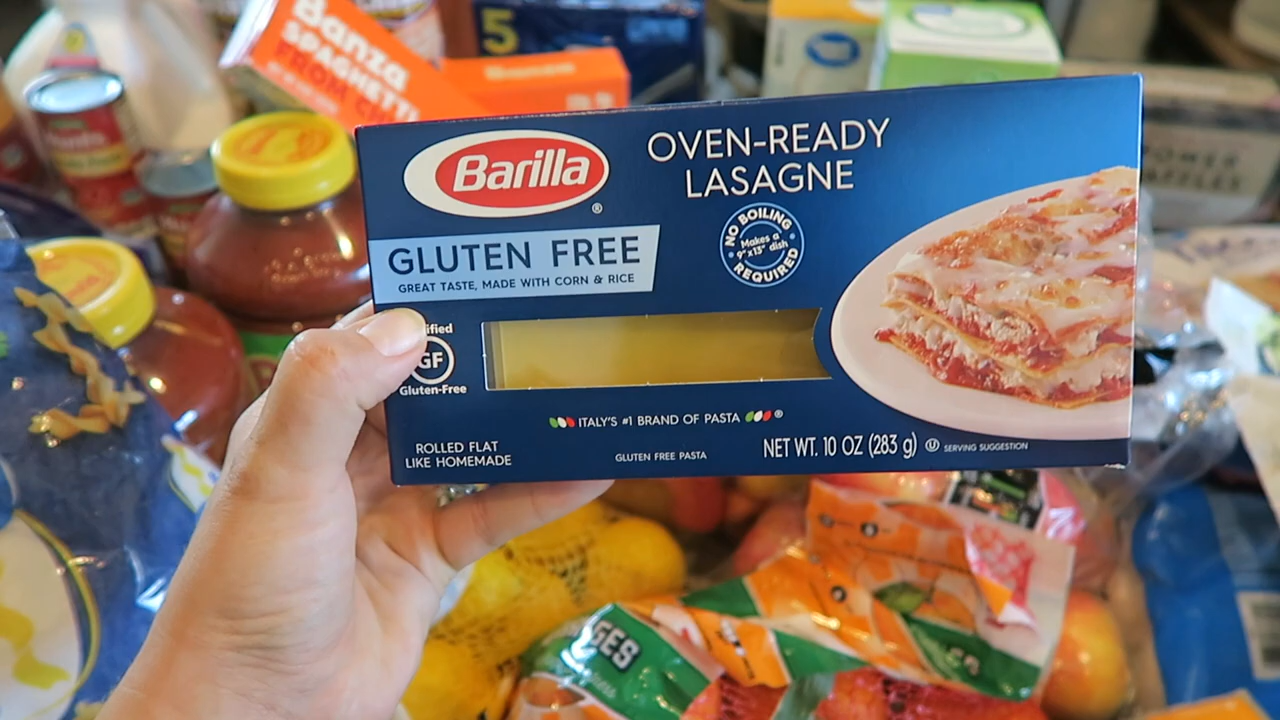 Banza
SPAGHETTI
FROM
5
Barilla
®
OVEN-READY
LASAGNE
GLUTEN FREE
GREAT TASTE, MADE WITH CORN & RICE
NO BOILING
Makes a
9"x13" dish
REQUIRED
ified
GF
Gluten-Free
ITALY'S #1 BRAND OF PASTA ®
ROLLED FLAT
LIKE HOMEMADE
GLUTEN FREE PASTA
NET WT. 10 OZ (283 g)
U
SERVING SUGGESTION
POWER
WAFFLES
GES